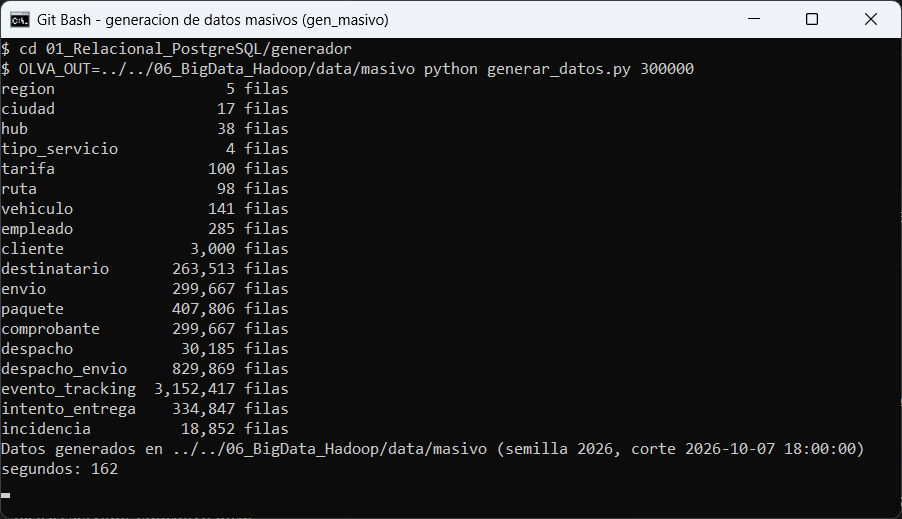 Git Bash - generacion de datos masivos (gen_masivo)
$ cd 01_Relacional_PostgreSQL/generador
$ OLVA_OUT=../../06_BigData_Hadoop/data/masivo python generar_datos.py 300000
region 5 filas
ciudad 17 filas
hub 38 filas
tipo_servicio 4 filas
tarifa 100 filas
ruta 98 filas
vehiculo 141 filas
empleado 285 filas
cliente 3,000 filas
destinatario 263,513 filas
envio 299,667 filas
paquete 407,806 filas
comprobante 299,667 filas
despacho 30,185 filas
despacho_envio 829,869 filas
evento_tracking 3,152,417 filas
intento_entrega 334,847 filas
incidencia 18,852 filas
Datos generados en ../../06_BigData_Hadoop/data/masivo (semilla 2026, corte 2026-10-07 18:00:00)
segundos: 162